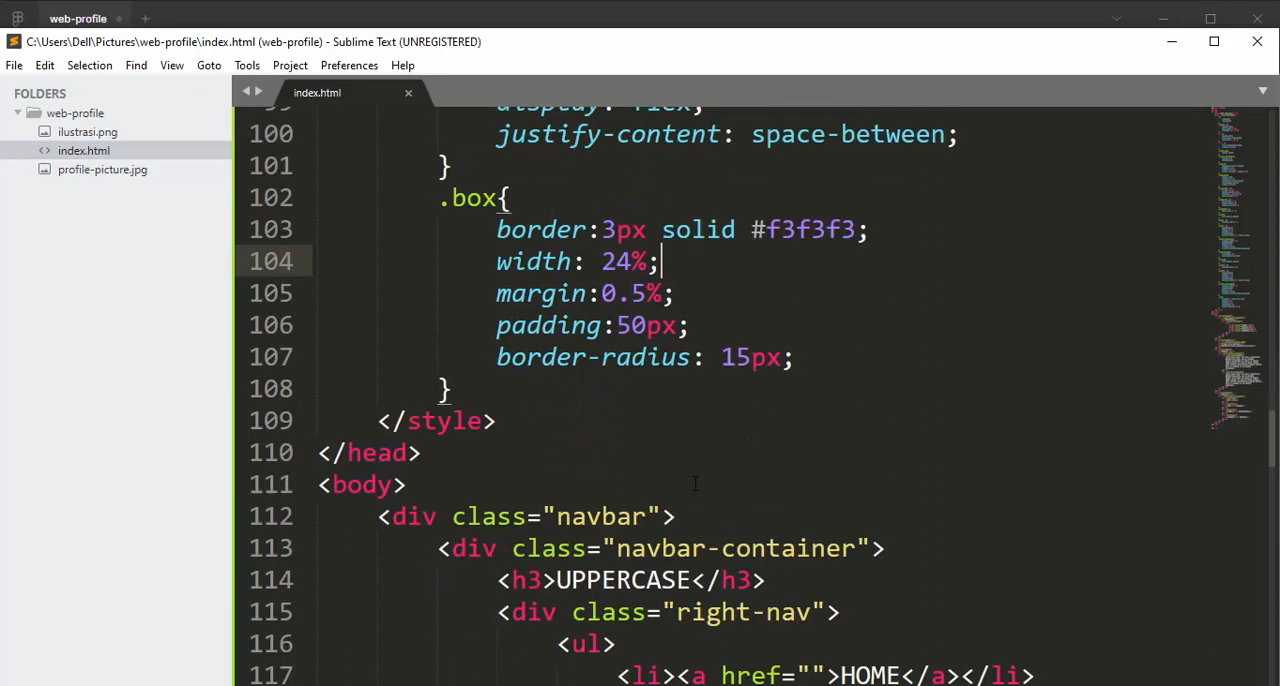 web-profile
C:\Users\Dell\Pictures\web-profile\index.html (web-profile) - Sublime Text (UNREGISTERED)
File Edit Selection Find View Goto Tools Project Preferences Help
FOLDERS
web-profile
ilustrasi.png
index.html
profile-picture.jpg
index.html
99 display: flex;
100 justify-content: space-between;
101 }
102 .box{
103 border:3px solid #f3f3f3;
104 width: 24%;
105 margin:0.5%;
106 padding:50px;
107 border-radius: 15px;
108 }
109 </style>
110 </head>
111 <body>
112 <div class="navbar">
113 <div class="navbar-container">
114 <h3>UPPERCASE</h3>
115 <div class="right-nav">
116 <ul>
117 <li><a href="">HOME</a></li>